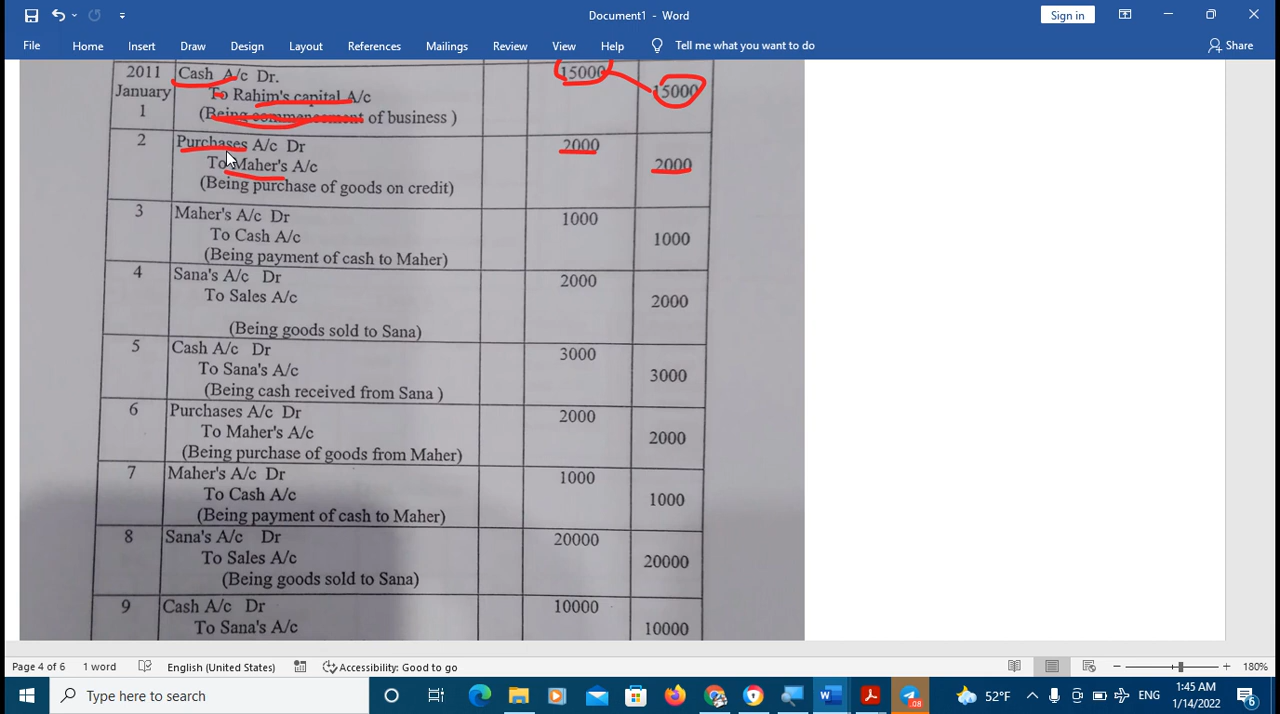 Document1 - Word
Sign in
File Home Insert Draw Design Layout References Mailings Review View Help Tell me what you want to do Share
2011 Cash A/c Dr. 15000
January To Rahim's capital A/c 15000
1 (Being commencement of business )
2 Purchases A/c Dr 2000
To Maher's A/c 2000
(Being purchase of goods on credit)
3 Maher's A/c Dr 1000
To Cash A/c 1000
(Being payment of cash to Maher)
4 Sana's A/c Dr 2000
To Sales A/c 2000
(Being goods sold to Sana)
5 Cash A/c Dr 3000
To Sana's A/c 3000
(Being cash received from Sana )
6 Purchases A/c Dr 2000
To Maher's A/c 2000
(Being purchase of goods from Maher)
7 Maher's A/c Dr 1000
To Cash A/c 1000
(Being payment of cash to Maher)
8 Sana's A/c Dr 20000
To Sales A/c 20000
(Being goods sold to Sana)
9 Cash A/c Dr 10000
To Sana's A/c 10000
Page 4 of 6 1 word English (United States) Accessibility: Good to go 180%
Type here to search 52°F ENG 1:45 AM
1/14/2022
.08
6